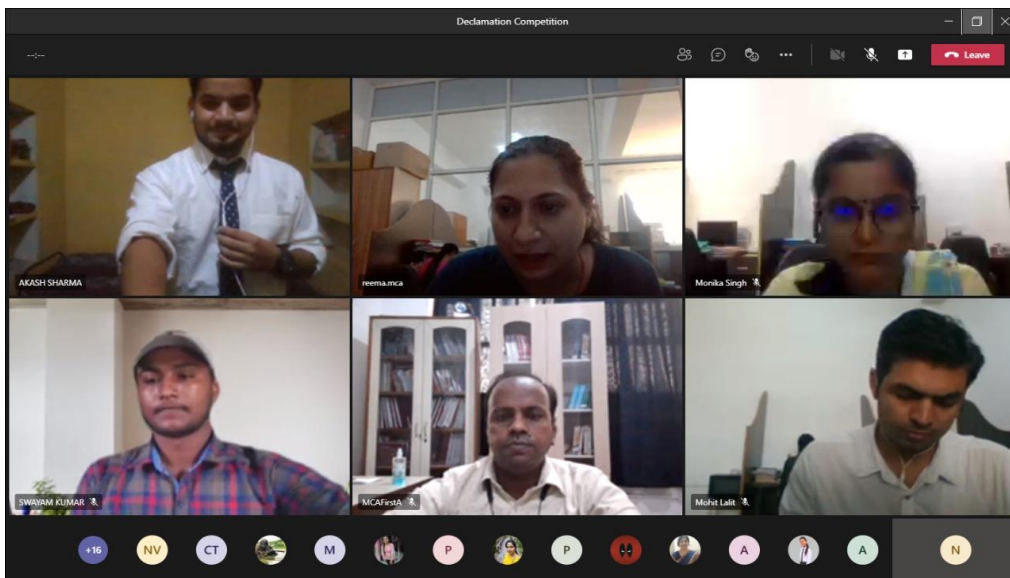 Declamation Competition
--:--
Leave
AKASH SHARMA
reema.mca
Monika Singh
SWAYAM KUMAR
MCAFirstA
Mohit Lalit
+16
NV
CT
M
P
P
A
A
N